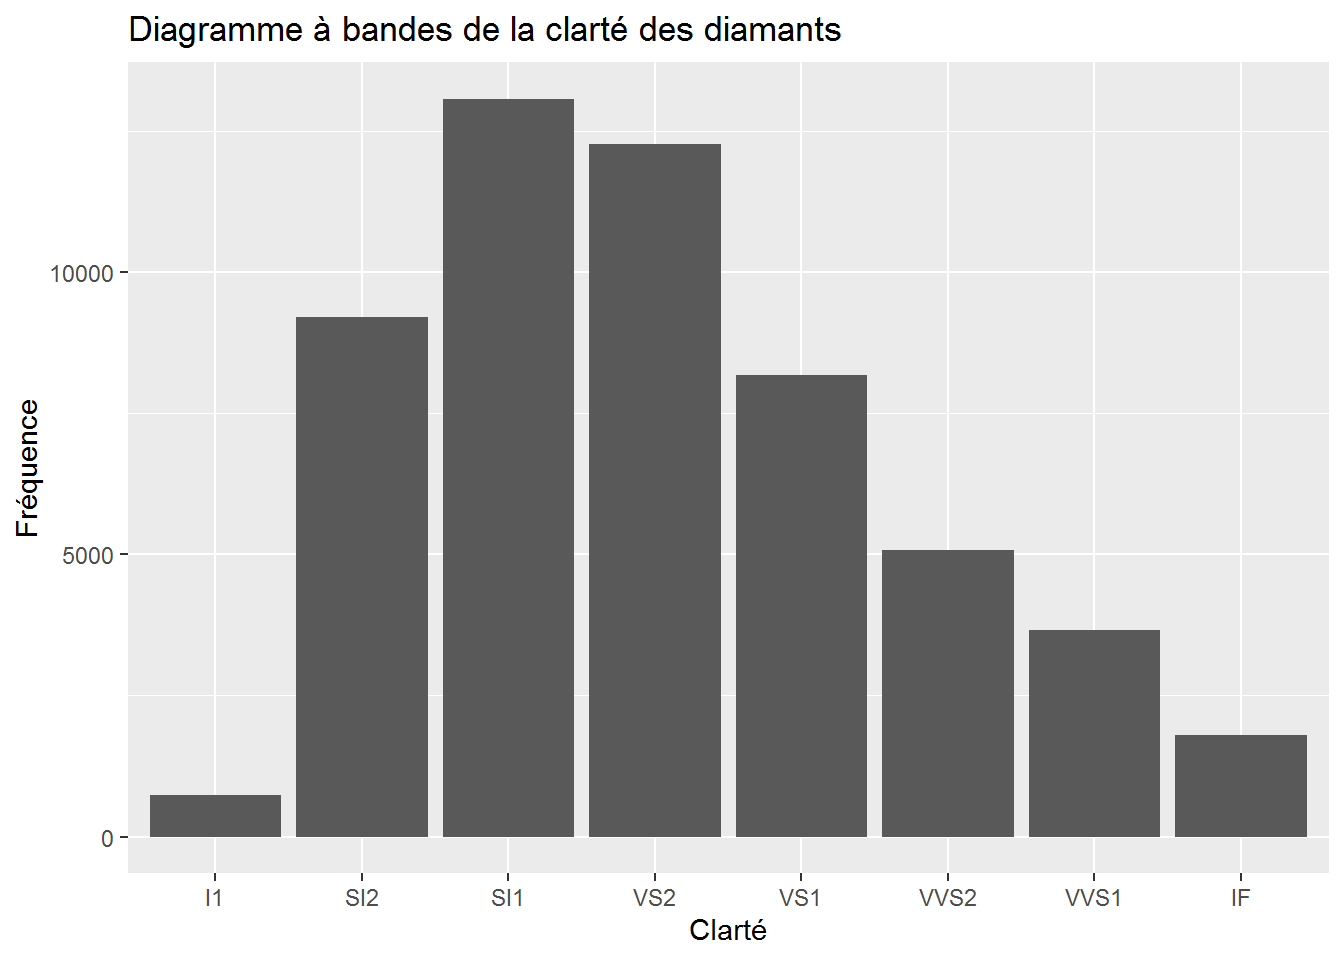 Diagramme à bandes de la clarté des diamants
Fréquence
10000
5000
0
I1 SI2 SI1 VS2 VS1 VVS2 VVS1 IF
Clarté